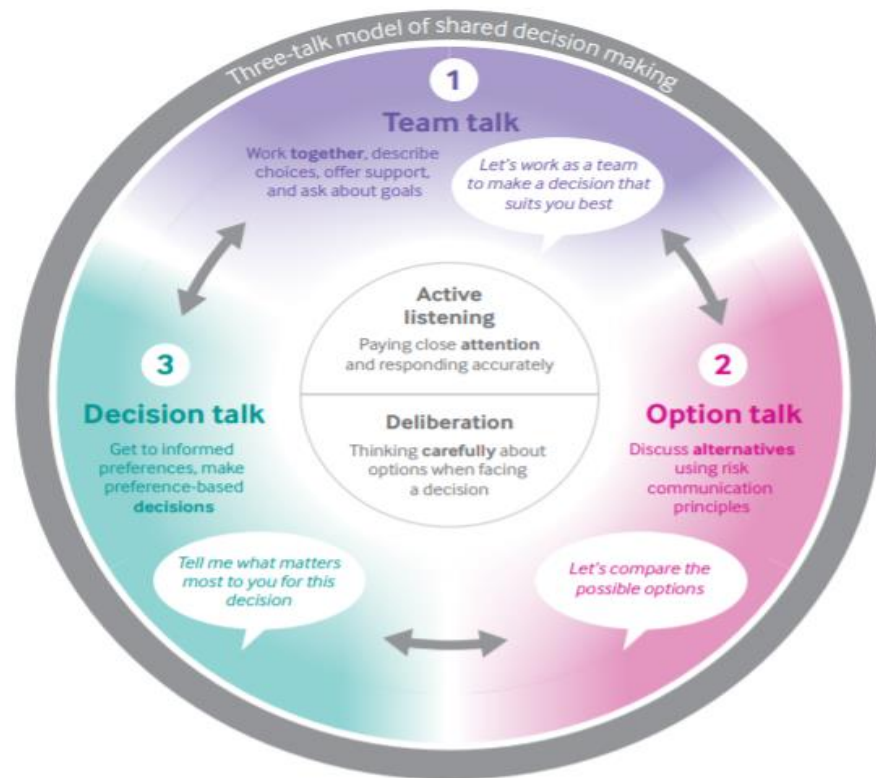 Three-talk model of shared decision making
1
Team talk
Work together, describe
choices, offer support,
and ask about goals
Let's work as a team
to make a decision that
suits you best
Active
listening
Paying close attention
and responding accurately
Deliberation
Thinking carefully about
options when facing
a decision
2
Option talk
Discuss alternatives
using risk
communication
principles
Let's compare the
possible options
3
Decision talk
Get to informed
preferences, make
preference-based
decisions
Tell me what matters
most to you for this
decision